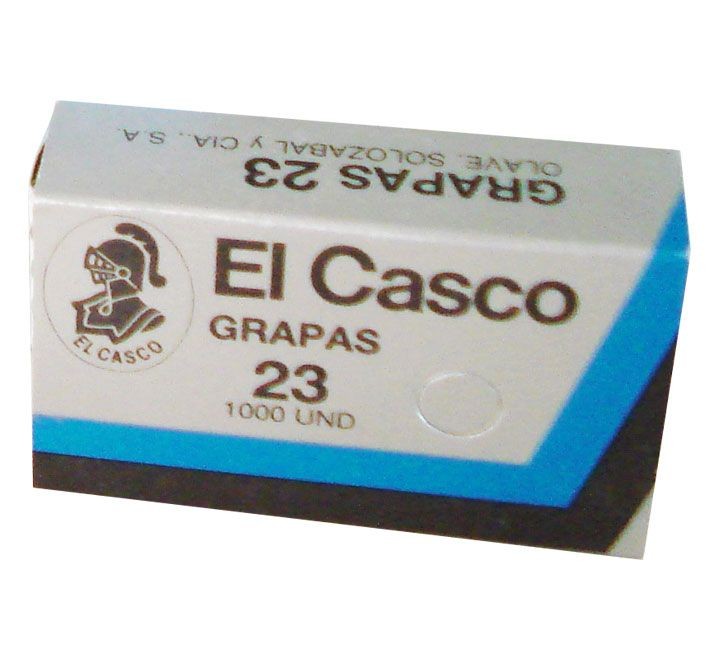 OLAVE, SOLOZABAL y CIA., S.A.
GRAPAS 23
El Casco
GRAPAS
23
1000 UND
EL CASCO